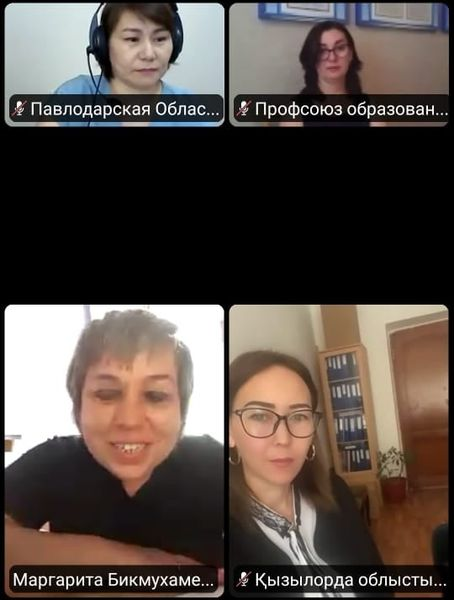 Павлодарская Облас...
Профсоюз образован...
Маргарита Бикмухаме...
Қызылорда облысты...